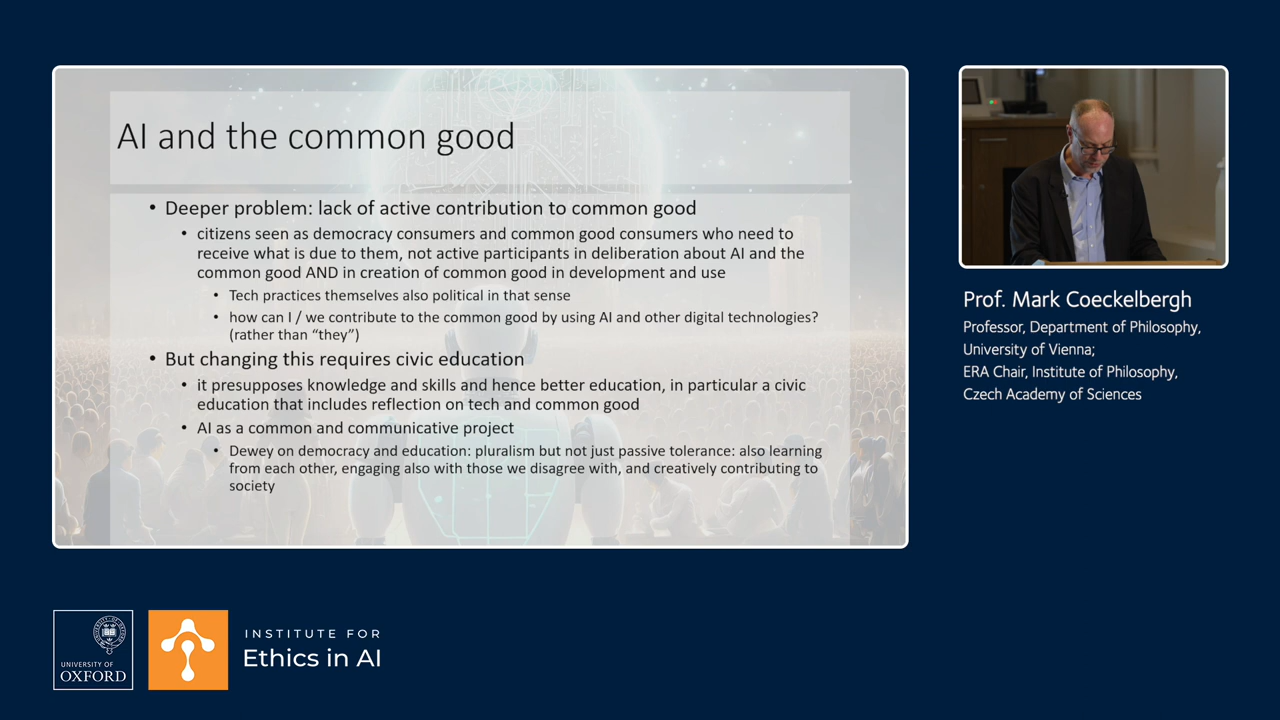 AI and the common good
• Deeper problem: lack of active contribution to common good
• citizens seen as democracy consumers and common good consumers who need to
receive what is due to them, not active participants in deliberation about AI and the
common good AND in creation of common good in development and use
• Tech practices themselves also political in that sense
• how can I / we contribute to the common good by using AI and other digital technologies?
(rather than “they”)
• But changing this requires civic education
• it presupposes knowledge and skills and hence better education, in particular a civic
education that includes reflection on tech and common good
• AI as a common and communicative project
• Dewey on democracy and education: pluralism but not just passive tolerance: also learning
from each other, engaging also with those we disagree with, and creatively contributing to
society
Prof. Mark Coeckelbergh
Professor, Department of Philosophy,
University of Vienna;
ERA Chair, Institute of Philosophy,
Czech Academy of Sciences
UNIVERSITY OF
OXFORD
INSTITUTE FOR
Ethics in AI